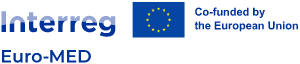 Interreg
Co-funded by
the European Union
Euro-MED